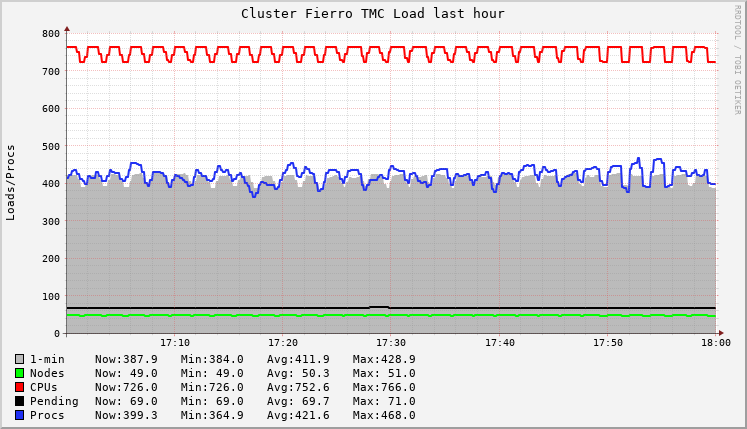 Cluster Fierro TMC Load last hour
RRDTOOL / TOBI OETIKER
Loads/Procs
800
700
600
500
400
300
200
100
0
17:10 17:20 17:30 17:40 17:50 18:00
1-min Now:387.9 Min:384.0 Avg:411.9 Max:428.9
Nodes Now: 49.0 Min: 49.0 Avg: 50.3 Max: 51.0
CPUs Now:726.0 Min:726.0 Avg:752.6 Max:766.0
Pending Now: 69.0 Min: 69.0 Avg: 69.7 Max: 71.0
Procs Now:399.3 Min:364.9 Avg:421.6 Max:468.0